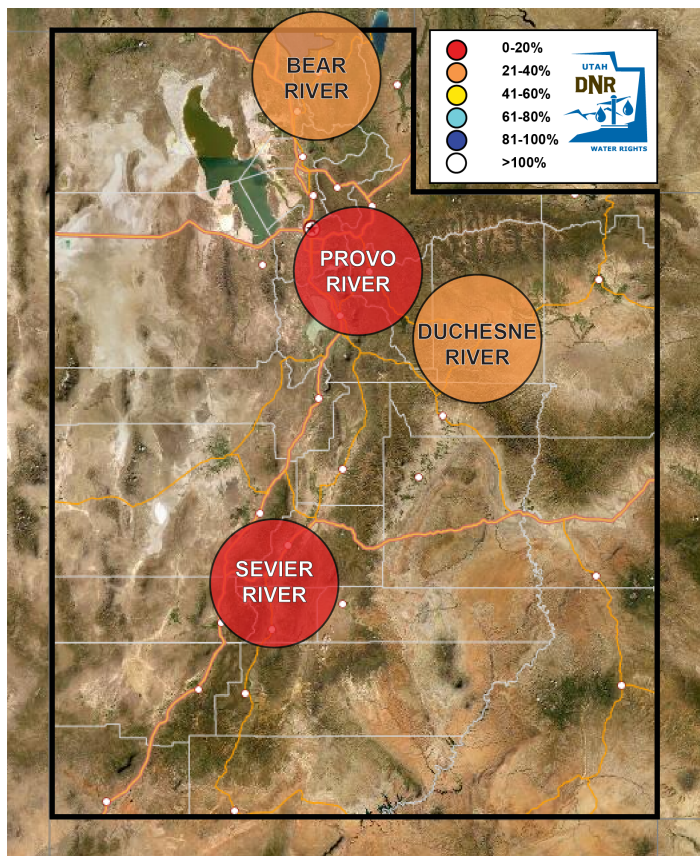 BEAR
RIVER
0-20%
21-40%
41-60%
61-80%
81-100%
>100%
UTAH
DNR
WATER RIGHTS
PROVO
RIVER
DUCHESNE
RIVER
SEVIER
RIVER